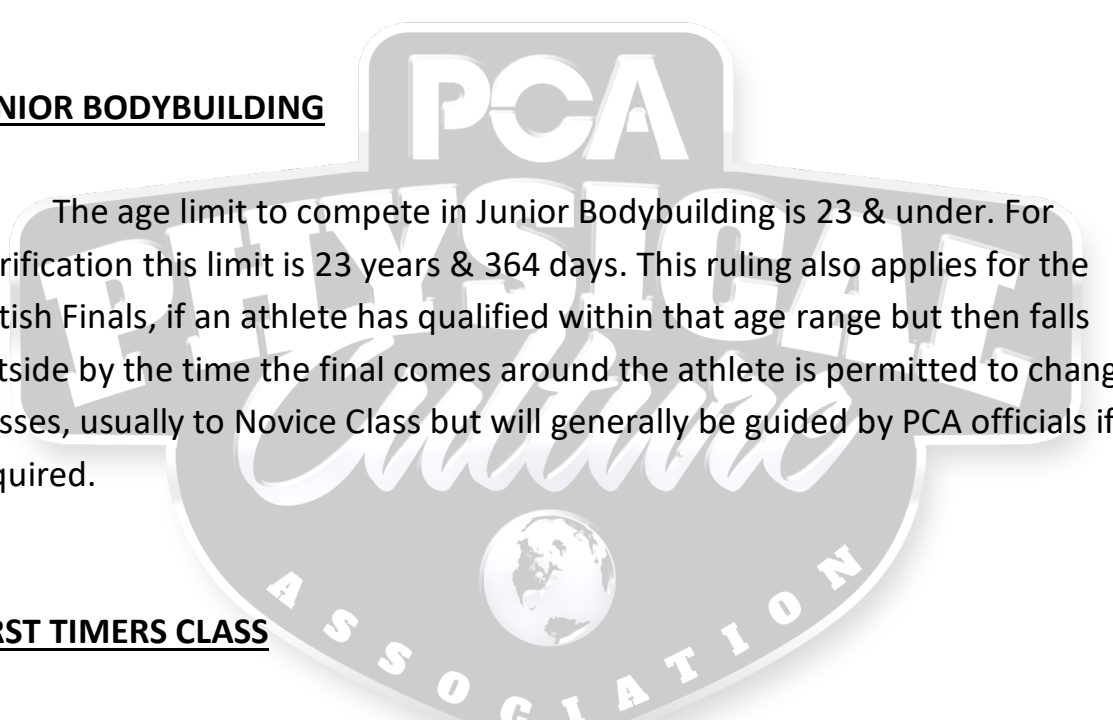 PCA
PHYSICAL
Culture
ASSOCIATION
NIOR BODYBUILDING
The age limit to compete in Junior Bodybuilding is 23 & under. For
rification this limit is 23 years & 364 days. This ruling also applies for the
tish Finals, if an athlete has qualified within that age range but then falls
tside by the time the final comes around the athlete is permitted to chang
sses, usually to Novice Class but will generally be guided by PCA officials if
quired.
RST TIMERS CLASS